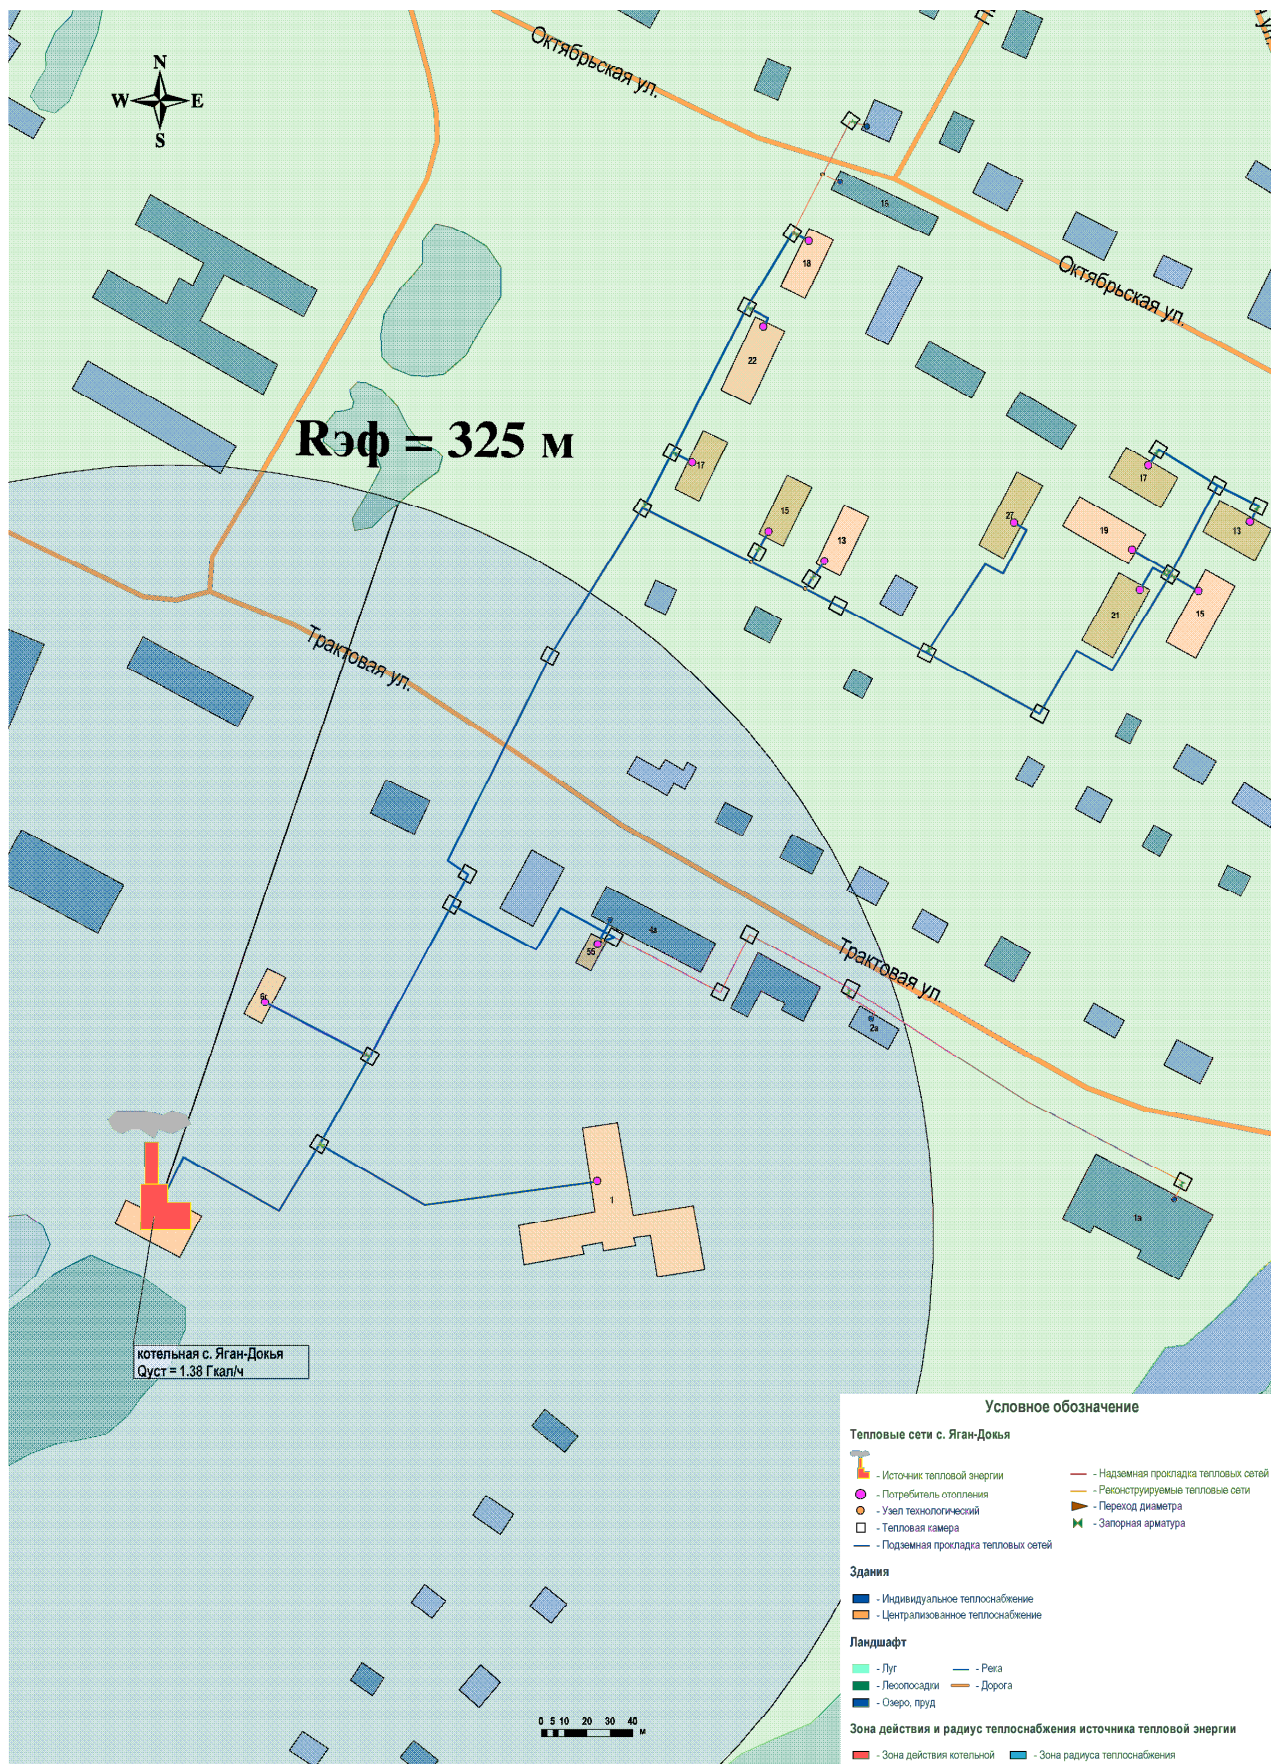 Октябрьская ул.
N
W E
S
16
18
Октябрьская ул.
22
Rэф = 325 м
17
15
13
27
17
19
13
21
15
Трактовая ул.
4а
5б
6г
Трактовая ул.
2а
1
1а
котельная с. Яган-Докья
Qуст = 1.38 Гкал/ч
0 5 10 20 30 40
м
Условное обозначение
Тепловые сети с. Яган-Докья
- Источник тепловой энергии
- Потребитель отопления
- Узел технологический
- Тепловая камера
- Подземная прокладка тепловых сетей
- Надземная прокладка тепловых сетей
- Реконструируемые тепловые сети
- Переход диаметра
- Запорная арматура
Здания
- Индивидуальное теплоснабжение
- Централизованное теплоснабжение
Ландшафт
- Луг
- Лесопосадки
- Озеро, пруд
- Река
- Дорога
Зона действия и радиус теплоснабжения источника тепловой энергии
- Зона действия котельной
- Зона радиуса теплоснабжения